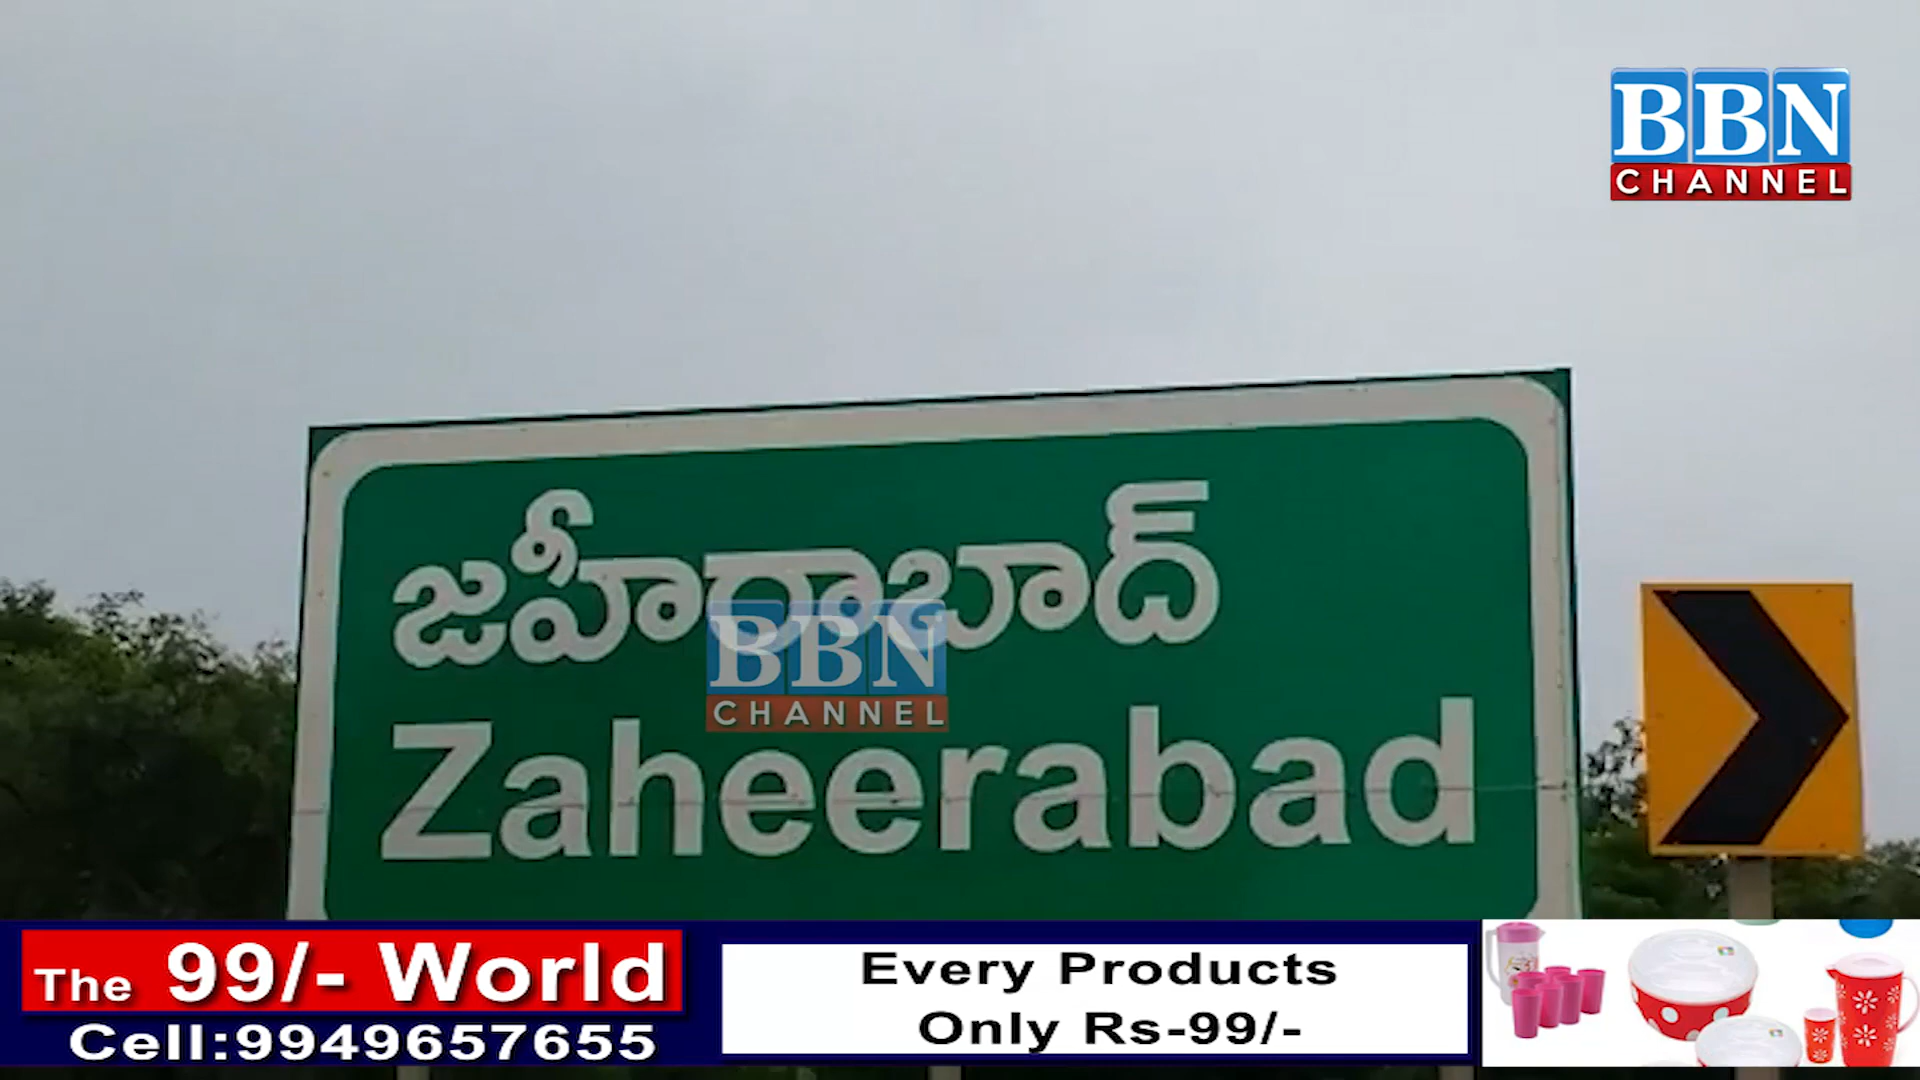 BBN
CHANNEL
జహీరాబాద్
BBN
CHANNEL
Zaheerabad
The 99/- World
Cell:9949657655
Every Products
Only Rs-99/-